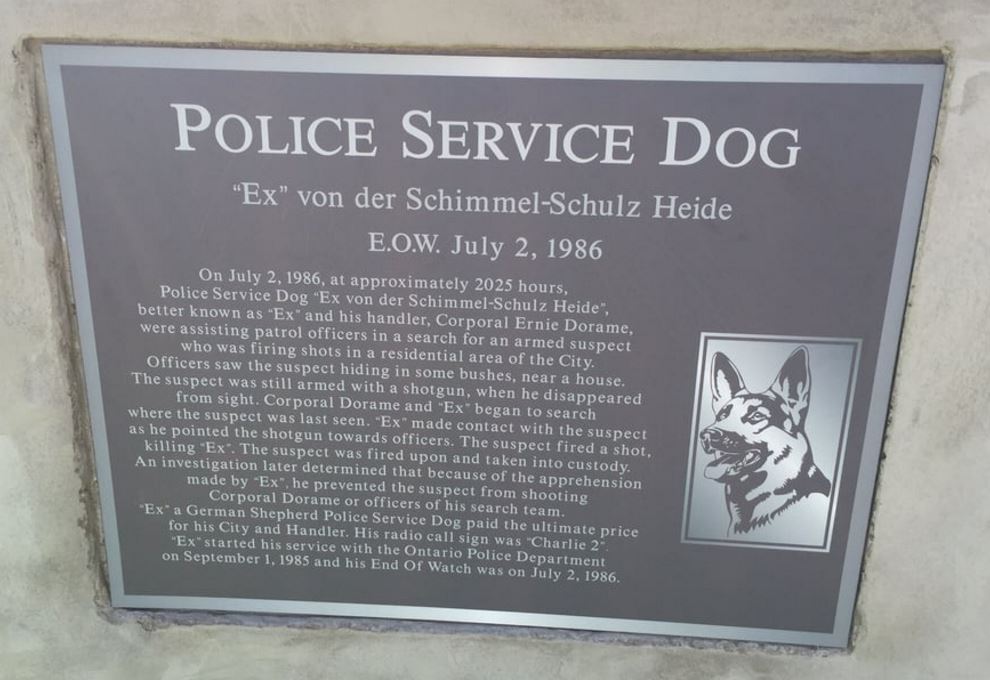 POLICE SERVICE DOG
“Ex” von der Schimmel-Schulz Heide
E.O.W. July 2, 1986
On July 2, 1986, at approximately 2025 hours,
Police Service Dog “Ex von der Schimmel-Schulz Heide”,
better known as “Ex” and his handler, Corporal Ernie Dorame,
were assisting patrol officers in a search for an armed suspect
who was firing shots in a residential area of the City.
Officers saw the suspect hiding in some bushes, near a house.
The suspect was still armed with a shotgun, when he disappeared
from sight. Corporal Dorame and “Ex” began to search
where the suspect was last seen. “Ex” made contact with the suspect
as he pointed the shotgun towards officers. The suspect fired a shot,
killing “Ex”. The suspect was fired upon and taken into custody.
An investigation later determined that because of the apprehension
made by “Ex”, he prevented the suspect from shooting
Corporal Dorame or officers of his search team.
“Ex” a German Shepherd Police Service Dog paid the ultimate price
for his City and Handler. His radio call sign was “Charlie 2”.
“Ex” started his service with the Ontario Police Department
on September 1, 1985 and his End Of Watch was on July 2, 1986.